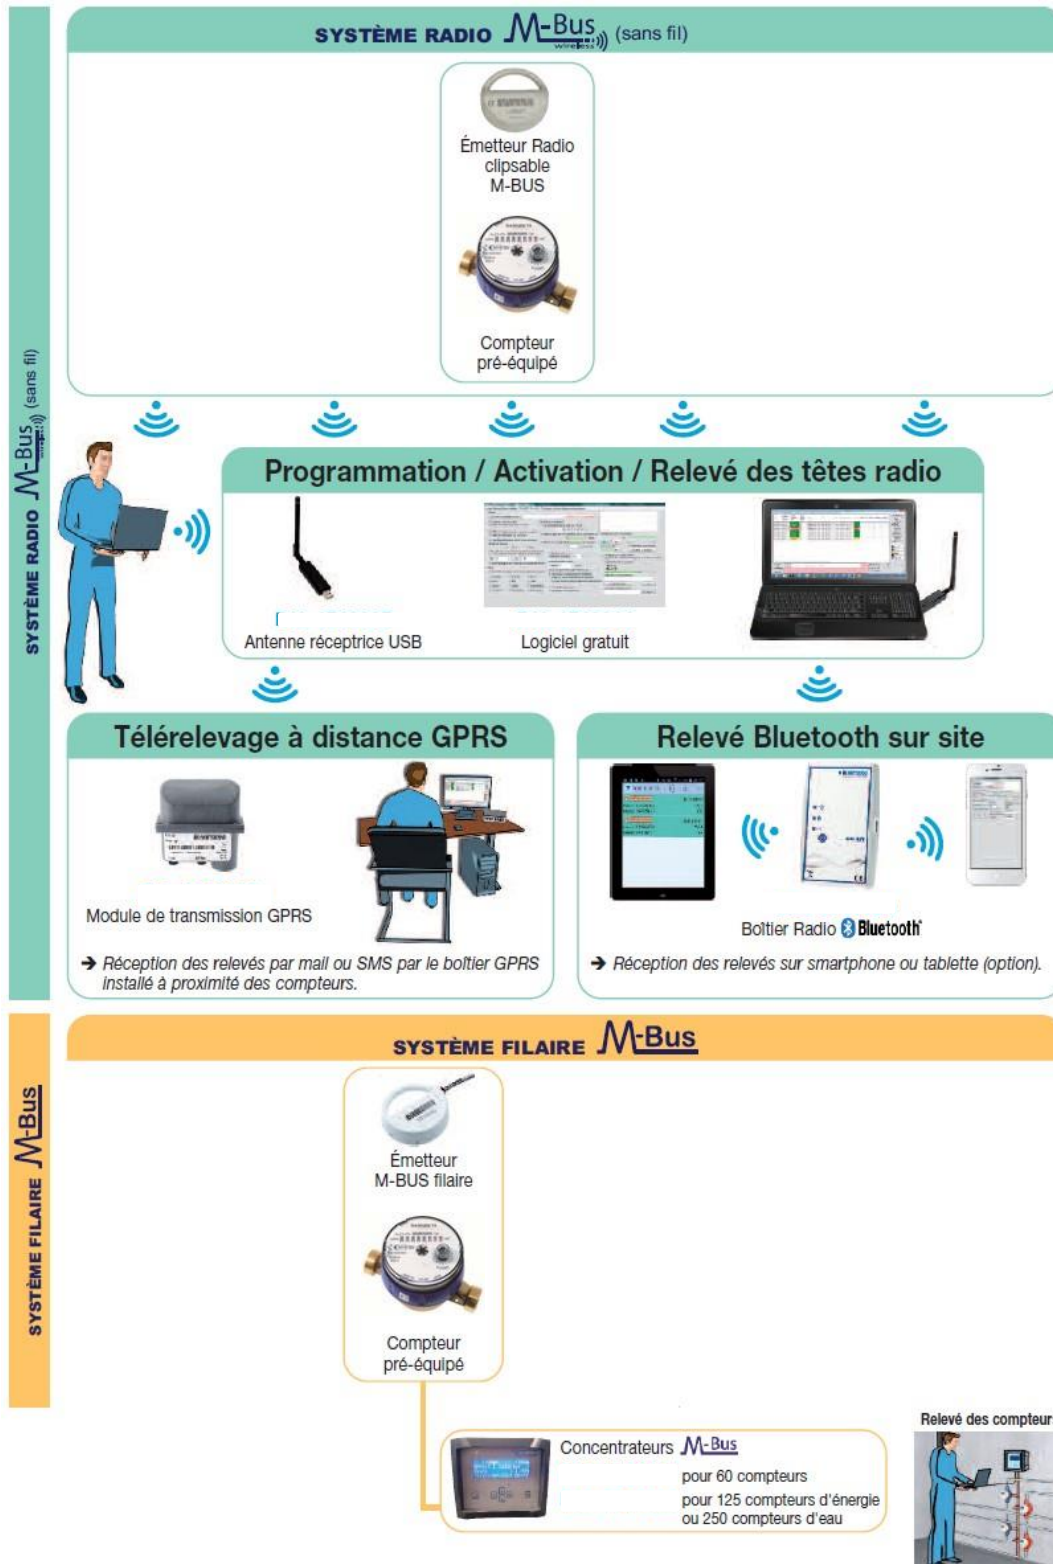 SYSTÈME RADIO M-Bus wireless (sans fil)
Émetteur Radio
clipsable
M-BUS
Compteur
pré-équipé
SYSTÈME RADIO M-Bus wireless (sans fil)
Programmation / Activation / Relevé des têtes radio
Antenne réceptrice USB
Logiciel gratuit
Télérelevage à distance GPRS
Module de transmission GPRS
➔ Réception des relevés par mail ou SMS par le boîtier GPRS
installé à proximité des compteurs.
Relevé Bluetooth sur site
Boîtier Radio Bluetooth
➔ Réception des relevés sur smartphone ou tablette (option).
SYSTÈME FILAIRE M-Bus
SYSTÈME FILAIRE M-Bus
Émetteur
M-BUS filaire
Compteur
pré-équipé
Concentrateurs M-Bus
pour 60 compteurs
pour 125 compteurs d'énergie
ou 250 compteurs d'eau
Relevé des compteur